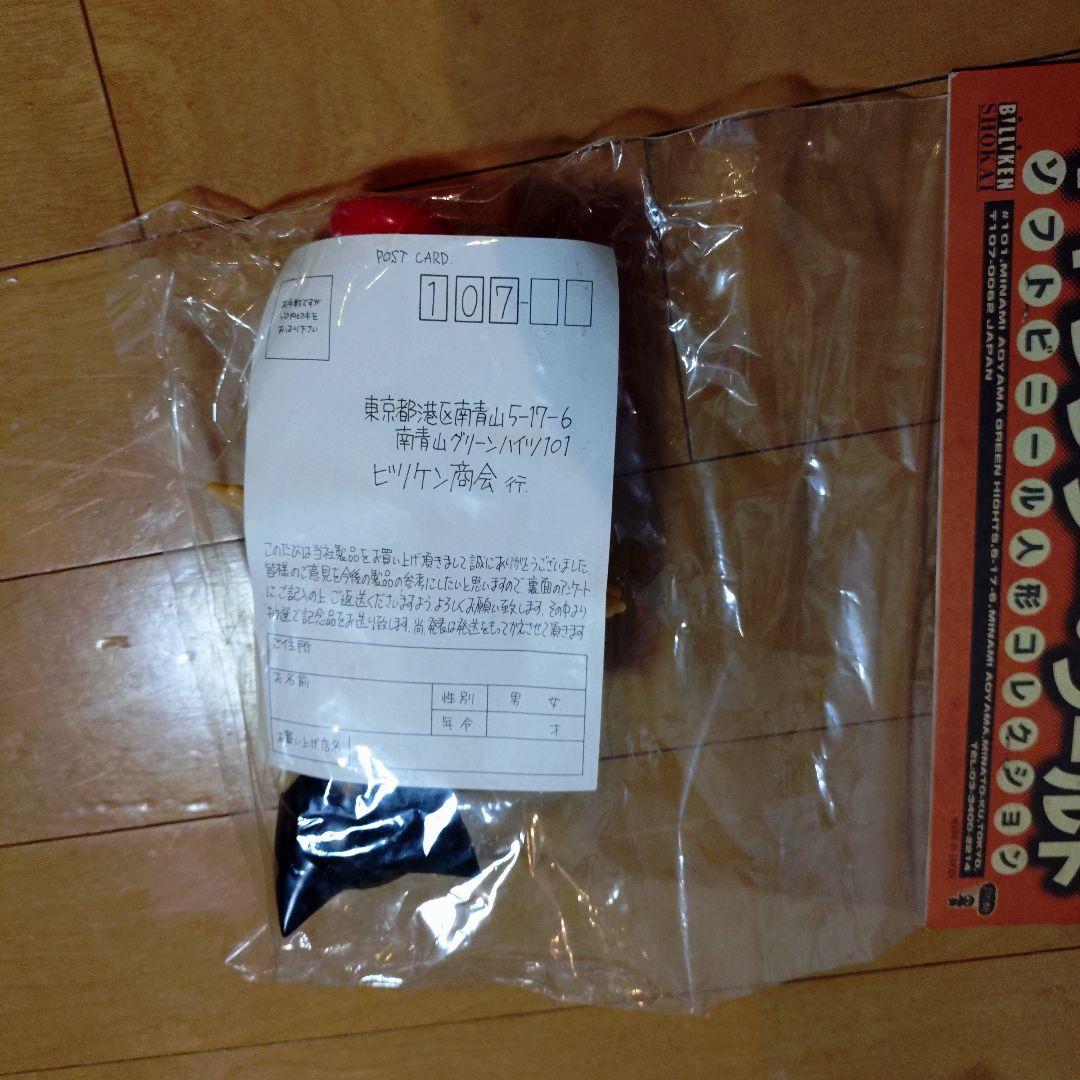 POST CARD.
お手数ですが
50円切手を
おはり下さい
107-
東京都港区南青山5-17-6
南青山グリーンハイツ101
ビリケン商会 行.
このたびは当社製品をお買い上げ頂きまして誠にありがとうございました.
皆様のご意見を今後の製品の参考にしたいと思いますので、裏面のアンケート
にご記入の上 ご返送くださいますよう よろしくお願い致します. その中より
抽選で記念品をお送り致します. 尚、発表は発送をもってかえさせて頂きます.
ご住所
お名前
性別
男. 女.
年令
才
お買い上げ店名
BILLIKEN
SHOKAI
ソフトビニール人形コレクション
#101,MINAMI AOYAMA GREEN HIGHTS,5-17-6,MINAMI AOYAMA,MINATO-KU,TOKYO,
〒107-0062 JAPAN
TEL:03-3400-2214
ールド